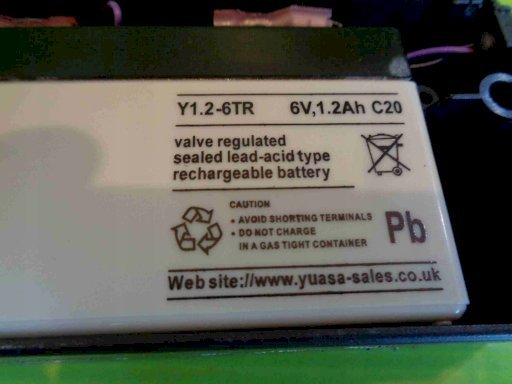 Y1.2-6TR 6V,1.2Ah C20
valve regulated
sealed lead-acid type
rechargeable battery
CAUTION
• AVOID SHORTING TERMINALS
• DO NOT CHARGE
IN A GAS TIGHT CONTAINER
Pb
Web site://www.yuasa-sales.co.uk